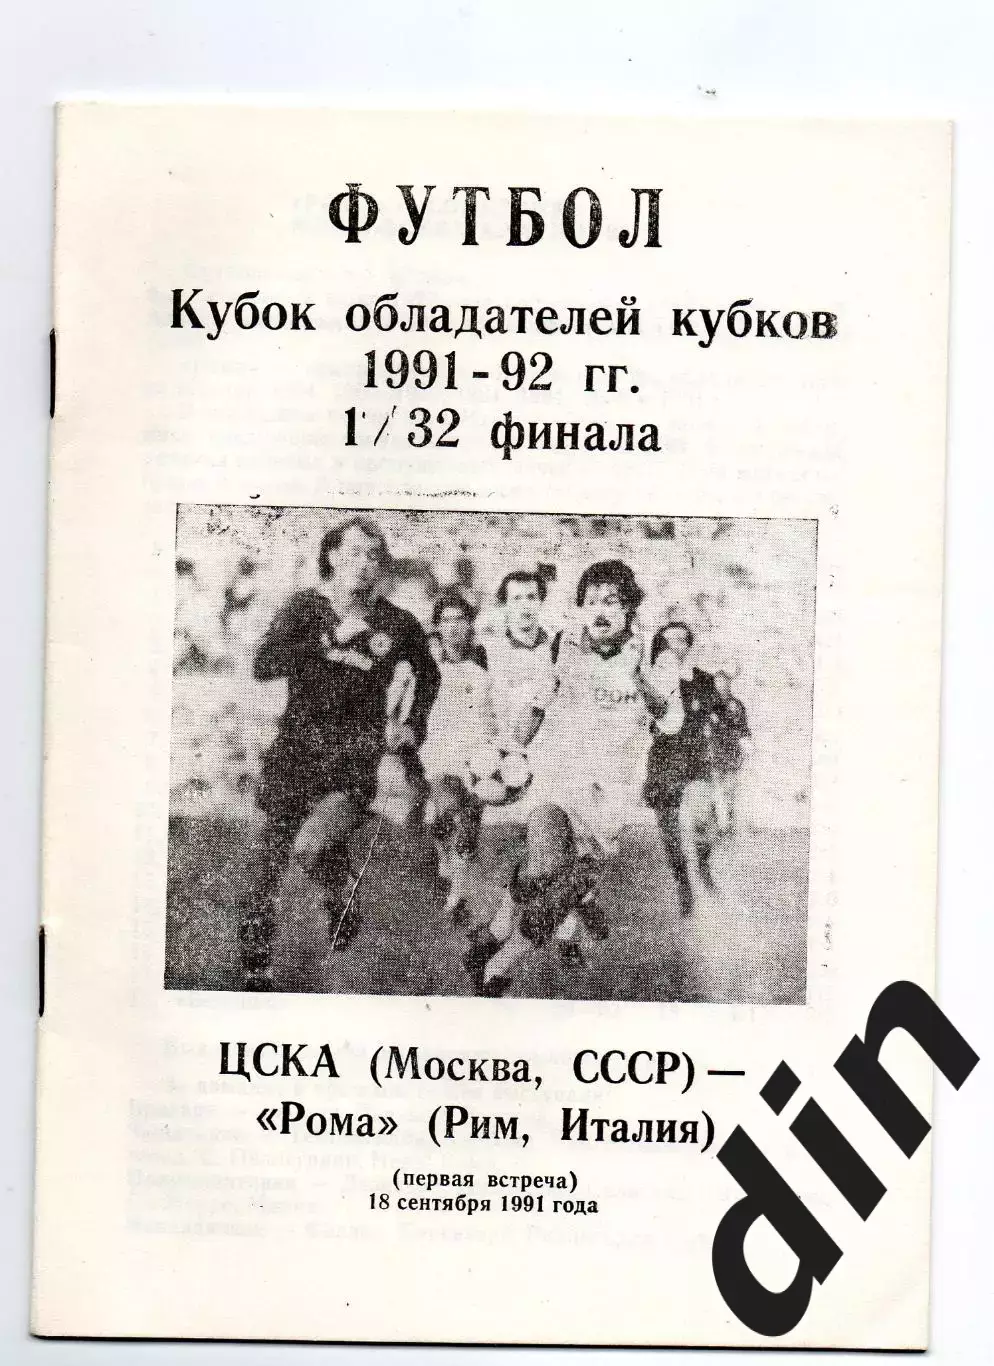 ФУТБОЛ
Кубок обладателей кубков
1991-92 гг.
1/32 финала
ЦСКА (Москва, СССР) —
«Рома» (Рим, Италия)
(первая встреча)
18 сентября 1991 года
din